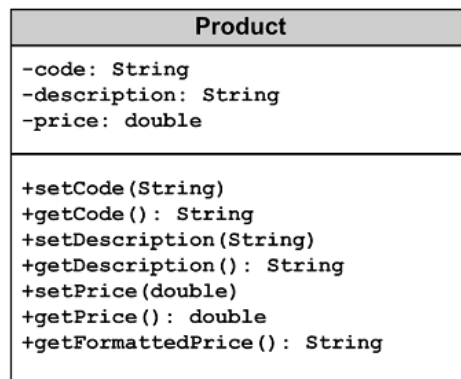 Product
-code: String
-description: String
-price: double
+setCode(String)
+getCode(): String
+setDescription(String)
+getDescription(): String
+setPrice(double)
+getPrice(): double
+getFormattedPrice(): String